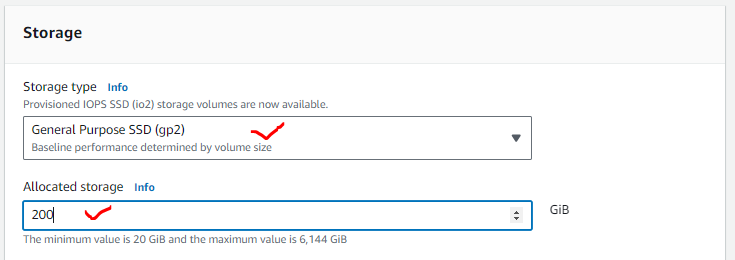 Storage
Storage type Info
Provisioned IOPS SSD (io2) storage volumes are now available.
General Purpose SSD (gp2)
Baseline performance determined by volume size
Allocated storage Info
200
GiB
The minimum value is 20 GiB and the maximum value is 6,144 GiB